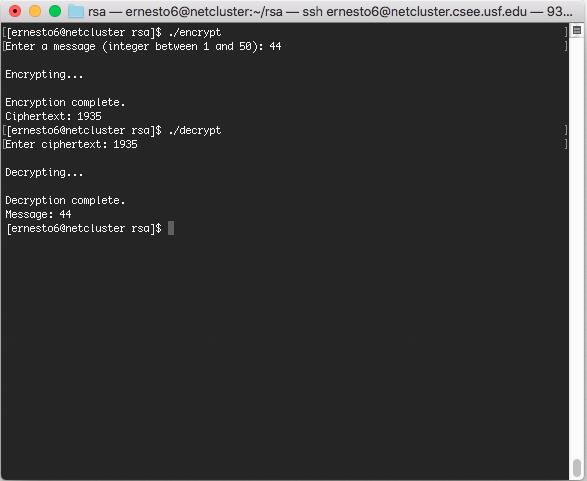 rsa — ernesto6@netcluster:~/rsa — ssh ernesto6@netcluster.csee.usf.edu — 93...
[[ernesto6@netcluster rsa]$ ./encrypt ]
[Enter a message (integer between 1 and 50): 44 ]
Encrypting...
Encryption complete.
Ciphertext: 1935
[[ernesto6@netcluster rsa]$ ./decrypt ]
[Enter ciphertext: 1935 ]
Decrypting...
Decryption complete.
Message: 44
[ernesto6@netcluster rsa]$